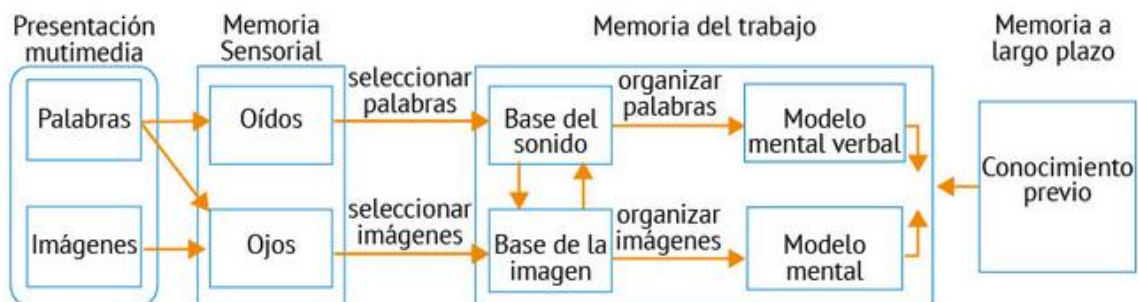 Presentación
mutimedia
Memoria
Sensorial
Memoria del trabajo
Memoria a
largo plazo
Palabras
Oídos
seleccionar
palabras
Base del
sonido
organizar
palabras
Modelo
mental verbal
Conocimiento
previo
Imágenes
Ojos
seleccionar
imágenes
Base de la
imagen
organizar
imágenes
Modelo
mental